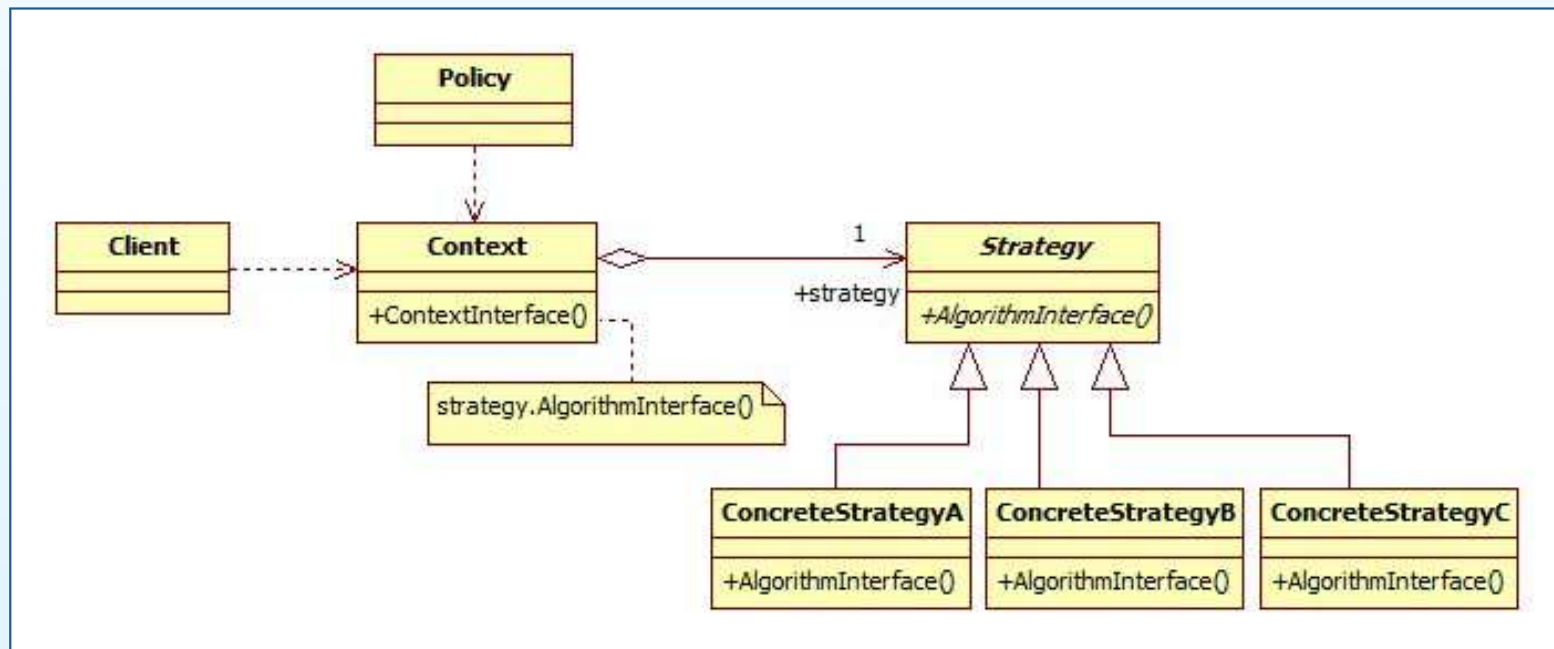 Policy
Client
Context
+ContextInterface()
1
+strategy
Strategy
+AlgorithmInterface()
strategy.AlgorithmInterface()
ConcreteStrategyA
+AlgorithmInterface()
ConcreteStrategyB
+AlgorithmInterface()
ConcreteStrategyC
+AlgorithmInterface()